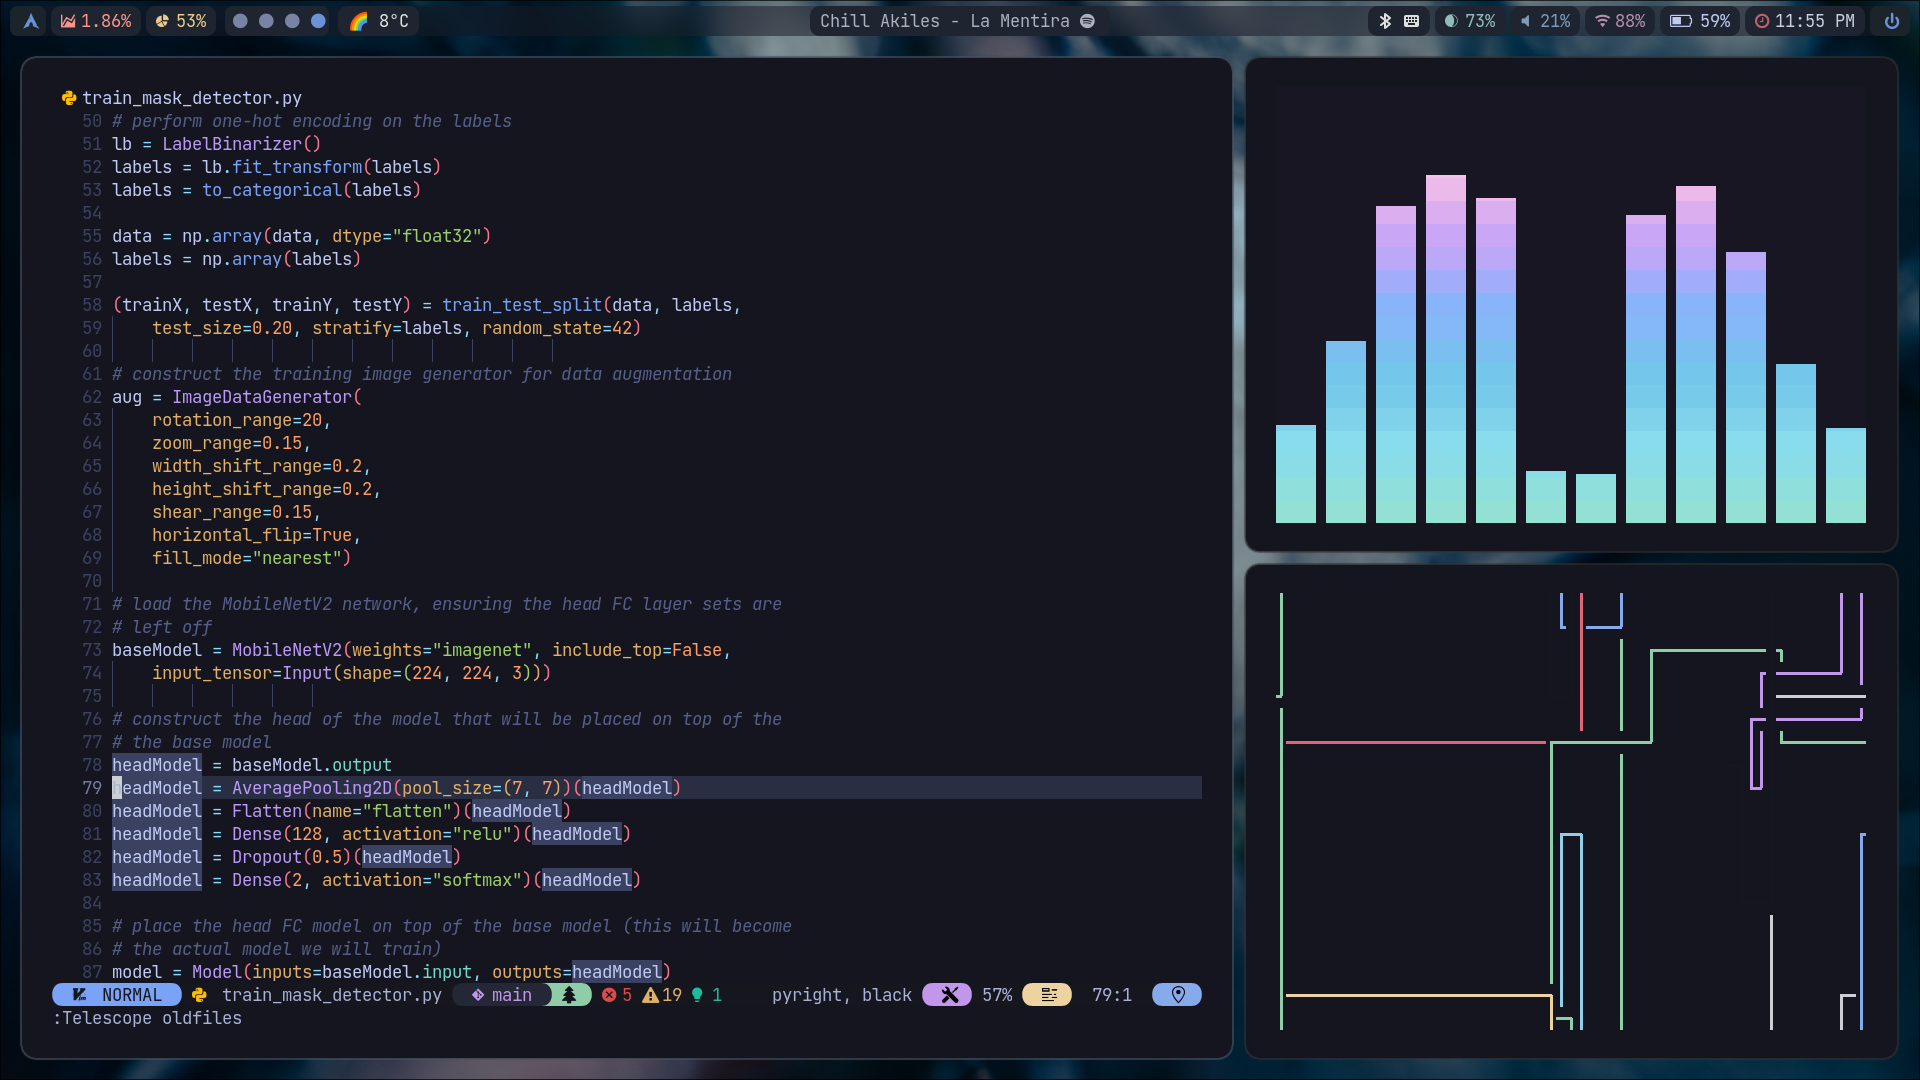 1.86% 53% 8°C Chill Akiles - La Mentira 73% 21% 88% 59% 11:55 PM
train_mask_detector.py
50 # perform one-hot encoding on the labels
51 lb = LabelBinarizer()
52 labels = lb.fit_transform(labels)
53 labels = to_categorical(labels)
54
55 data = np.array(data, dtype="float32")
56 labels = np.array(labels)
57
58 (trainX, testX, trainY, testY) = train_test_split(data, labels,
59     test_size=0.20, stratify=labels, random_state=42)
60
61 # construct the training image generator for data augmentation
62 aug = ImageDataGenerator(
63     rotation_range=20,
64     zoom_range=0.15,
65     width_shift_range=0.2,
66     height_shift_range=0.2,
67     shear_range=0.15,
68     horizontal_flip=True,
69     fill_mode="nearest")
70
71 # load the MobileNetV2 network, ensuring the head FC layer sets are
72 # left off
73 baseModel = MobileNetV2(weights="imagenet", include_top=False,
74     input_tensor=Input(shape=(224, 224, 3)))
75
76 # construct the head of the model that will be placed on top of the
77 # the base model
78 headModel = baseModel.output
79 headModel = AveragePooling2D(pool_size=(7, 7))(headModel)
80 headModel = Flatten(name="flatten")(headModel)
81 headModel = Dense(128, activation="relu")(headModel)
82 headModel = Dropout(0.5)(headModel)
83 headModel = Dense(2, activation="softmax")(headModel)
84
85 # place the head FC model on top of the base model (this will become
86 # the actual model we will train)
87 model = Model(inputs=baseModel.input, outputs=headModel)
NORMAL train_mask_detector.py main 5 19 1 pyright, black 57% 79:1
:Telescope oldfiles